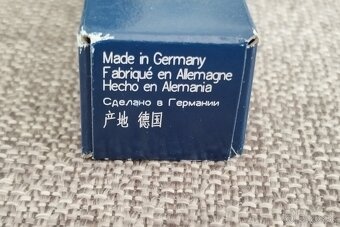 Made in Germany
Fabriqué en Allemagne
Hecho en Alemania
Сделано в Германии
产地 德国